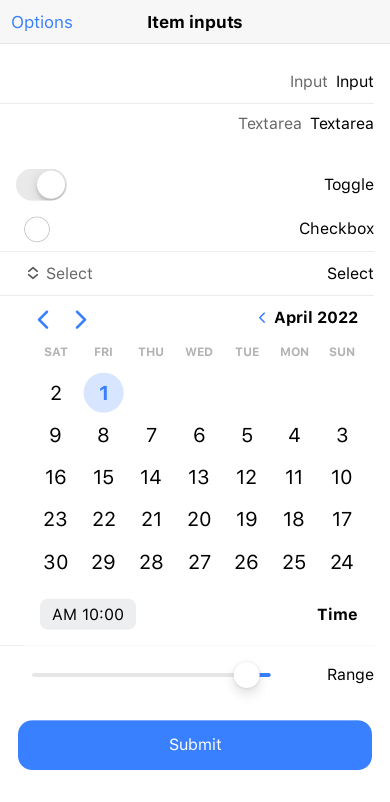 Options Item inputs
Input Input
Textarea Textarea
Toggle
Checkbox
Select Select
April 2022
SAT FRI THU WED TUE MON SUN
2 1
9 8 7 6 5 4 3
16 15 14 13 12 11 10
23 22 21 20 19 18 17
30 29 28 27 26 25 24
AM 10:00 Time
Range
Submit